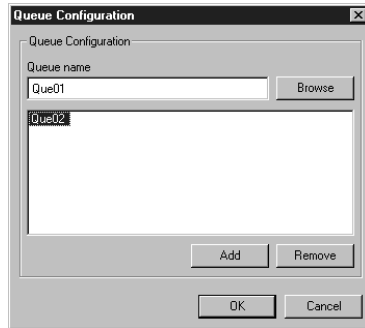 Queue Configuration
Queue Configuration
Queue name
Que01
Browse
Que02
Add
Remove
OK
Cancel